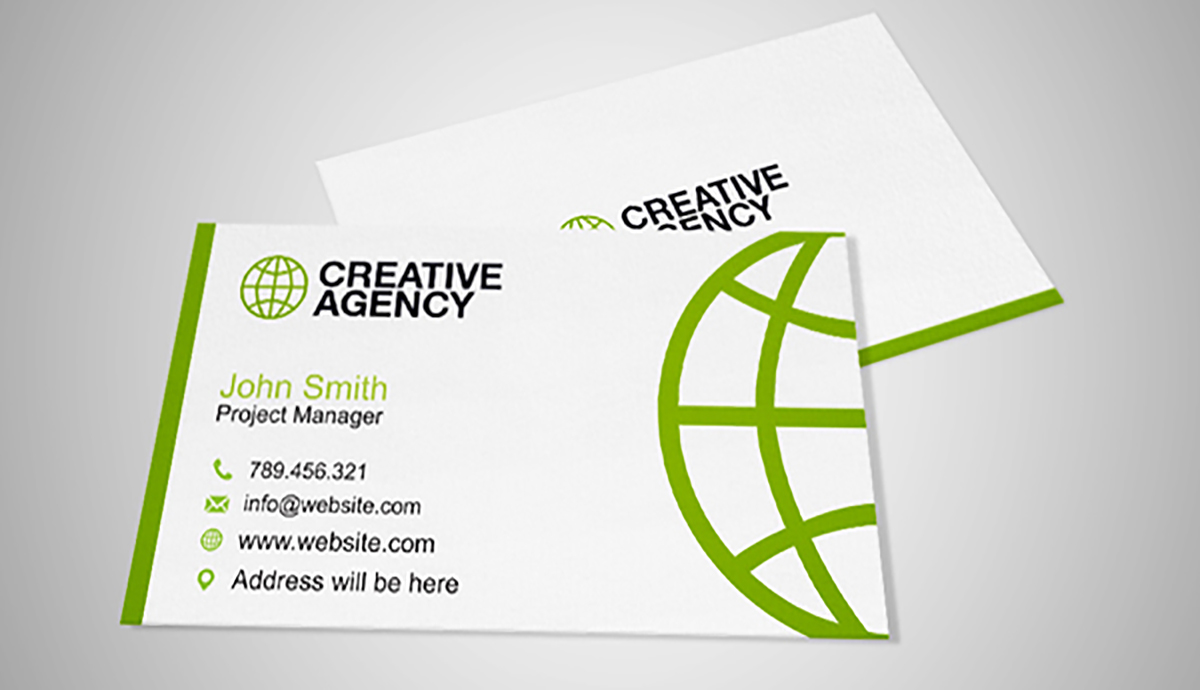 CREATIVE
AGENCY
CREATIVE
AGENCY
John Smith
Project Manager
789.456.321
info@website.com
www.website.com
Address will be here